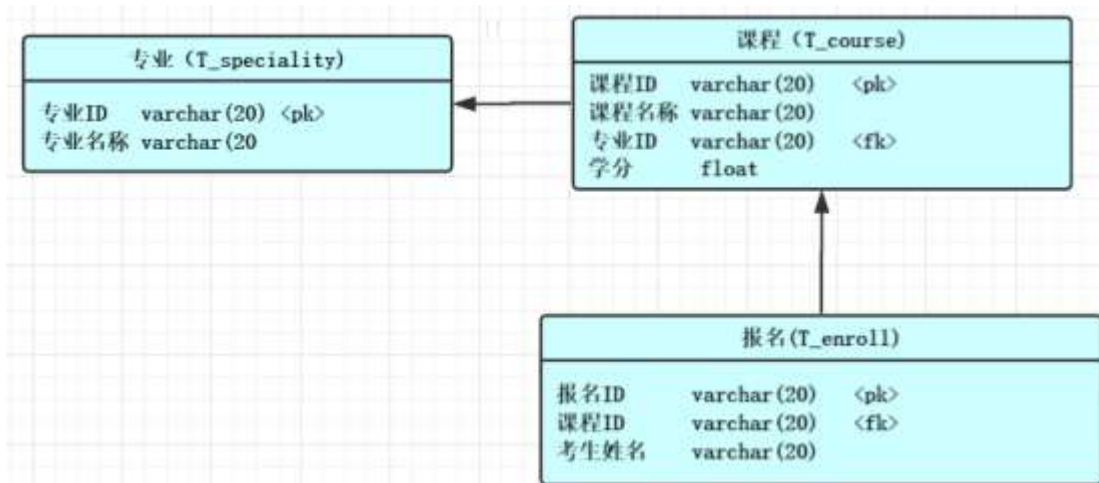 专业（T_speciality)
专业ID varchar(20) <pk>
专业名称 varchar(20
课程（T_course)
课程ID varchar(20) <pk>
课程名称 varchar(20)
专业ID varchar(20) <fk>
学分 float
报名(T_enroll)
报名ID varchar(20) <pk>
课程ID varchar(20) <fk>
考生姓名 varchar(20)